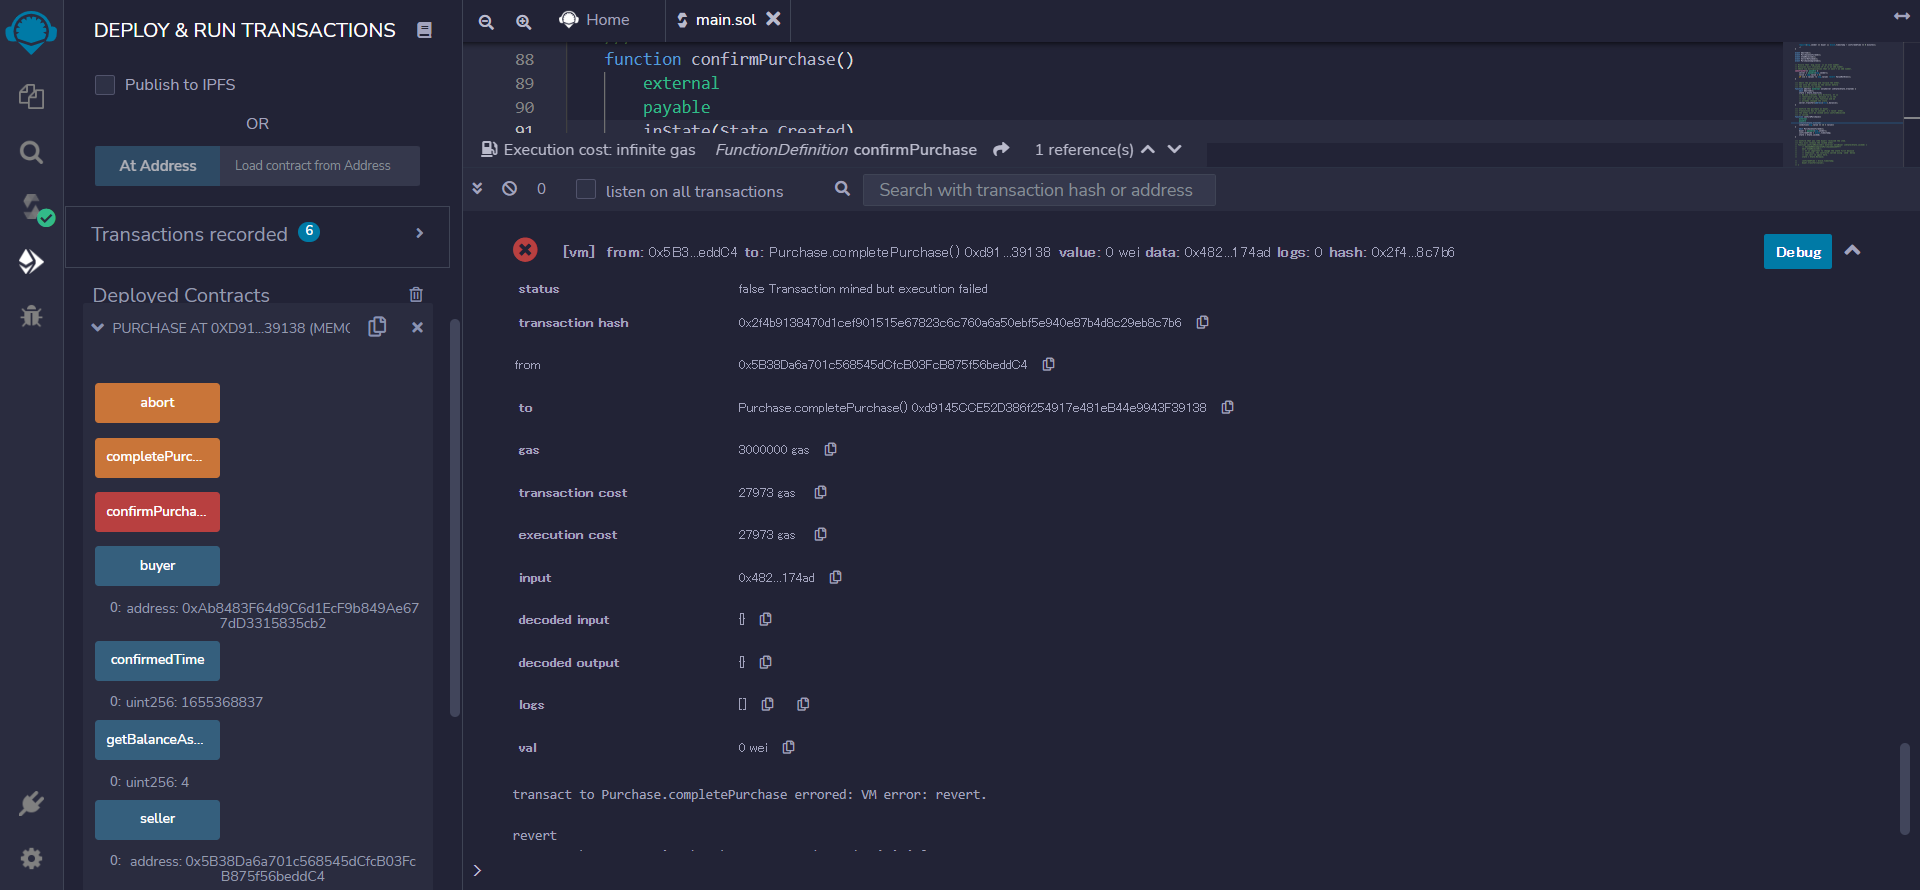 DEPLOY & RUN TRANSACTIONS
Publish to IPFS
OR
At Address
Load contract from Address
Transactions recorded 6
Deployed Contracts
PURCHASE AT 0XD91...39138 (MEMO
abort
completePurc...
confirmPurcha...
buyer
0: address: 0xAb8483F64d9C6d1EcF9b849Ae67
7dD3315835cb2
confirmedTime
0: uint256: 1655368837
getBalanceAs...
0: uint256: 4
seller
0: address: 0x5B38Da6a701c568545dCfcB03Fc
B875f56beddC4
Home
main.sol
88 function confirmPurchase()
89 external
90 payable
91 inState(State.Created)
Execution cost: infinite gas FunctionDefinition confirmPurchase 1 reference(s)
0 listen on all transactions Search with transaction hash or address
[vm] from: 0x5B3...eddC4 to: Purchase.completePurchase() 0xd91...39138 value: 0 wei data: 0x482...174ad logs: 0 hash: 0x2f4...8c7b6
Debug
status false Transaction mined but execution failed
transaction hash 0x2f4b9138470d1cef901515e67823c6c760a6a50ebf5e940e87b4d8c29eb8c7b6
from 0x5B38Da6a701c568545dCfcB03FcB875f56beddC4
to Purchase.completePurchase() 0xd9145CCE52D386f254917e481eB44e9943F39138
gas 3000000 gas
transaction cost 27973 gas
execution cost 27973 gas
input 0x482...174ad
decoded input {}
decoded output {}
logs []
val 0 wei
transact to Purchase.completePurchase errored: VM error: revert.
revert